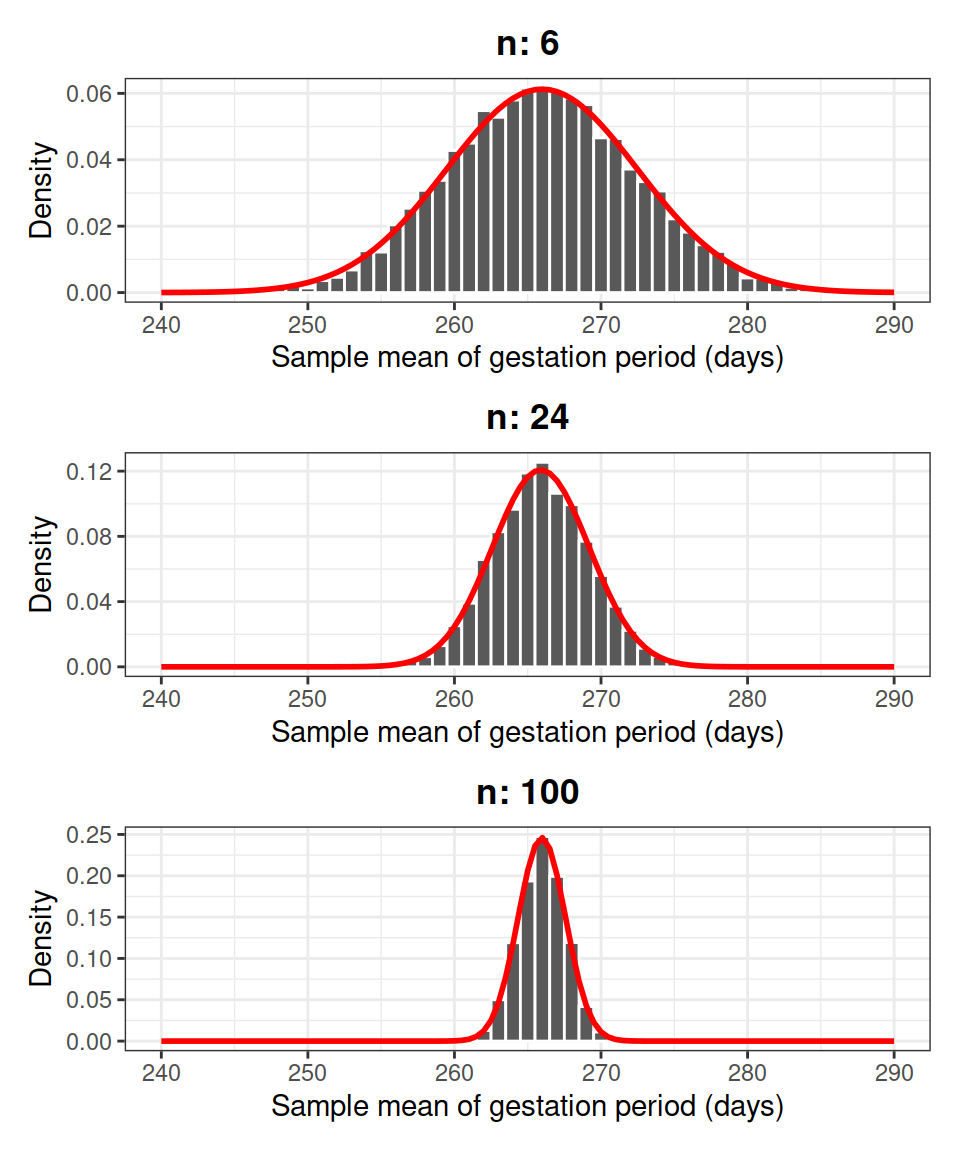 n: 6
0.06
0.04
0.02
0.00
Density
240 250 260 270 280 290
Sample mean of gestation period (days)
n: 24
0.12
0.08
0.04
0.00
Density
240 250 260 270 280 290
Sample mean of gestation period (days)
n: 100
0.25
0.20
0.15
0.10
0.05
0.00
Density
240 250 260 270 280 290
Sample mean of gestation period (days)